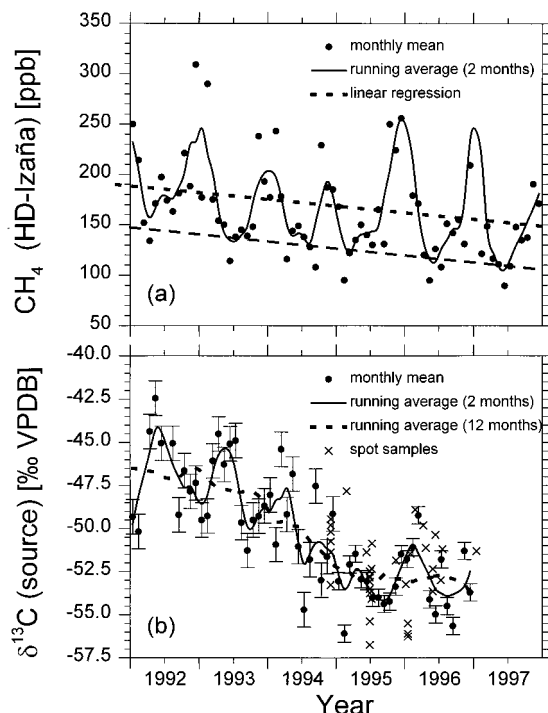 CH4 (HD-Izaña) [ppb]
350
300
250
200
150
100
50
monthly mean
running average (2 months)
linear regression
(a)
δ13C (source) [‰ VPDB]
-40.0
-42.5
-45.0
-47.5
-50.0
-52.5
-55.0
-57.5
monthly mean
running average (2 months)
running average (12 months)
spot samples
(b)
1992 1993 1994 1995 1996 1997
Year